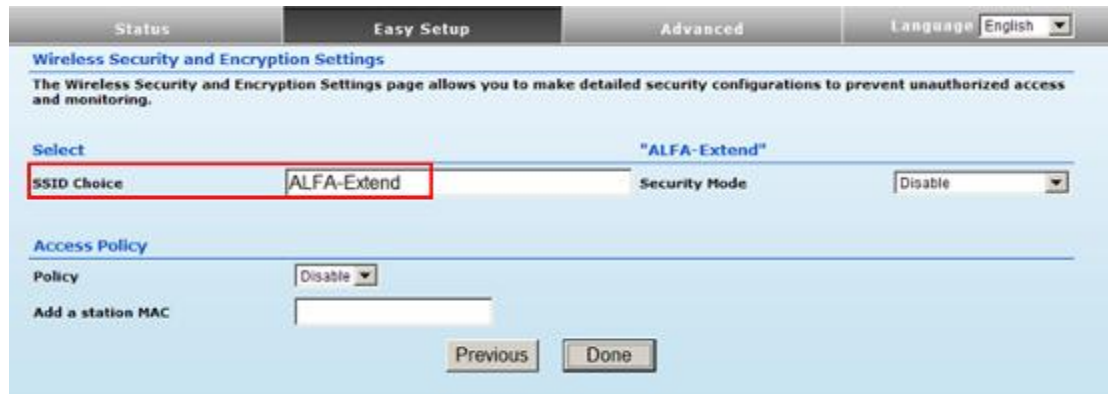 Status Easy Setup Advanced Language English
Wireless Security and Encryption Settings
The Wireless Security and Encryption Settings page allows you to make detailed security configurations to prevent unauthorized access
and monitoring.
Select "ALFA-Extend"
SSID Choice ALFA-Extend Security Mode Disable
Access Policy
Policy Disable
Add a station MAC
Previous Done